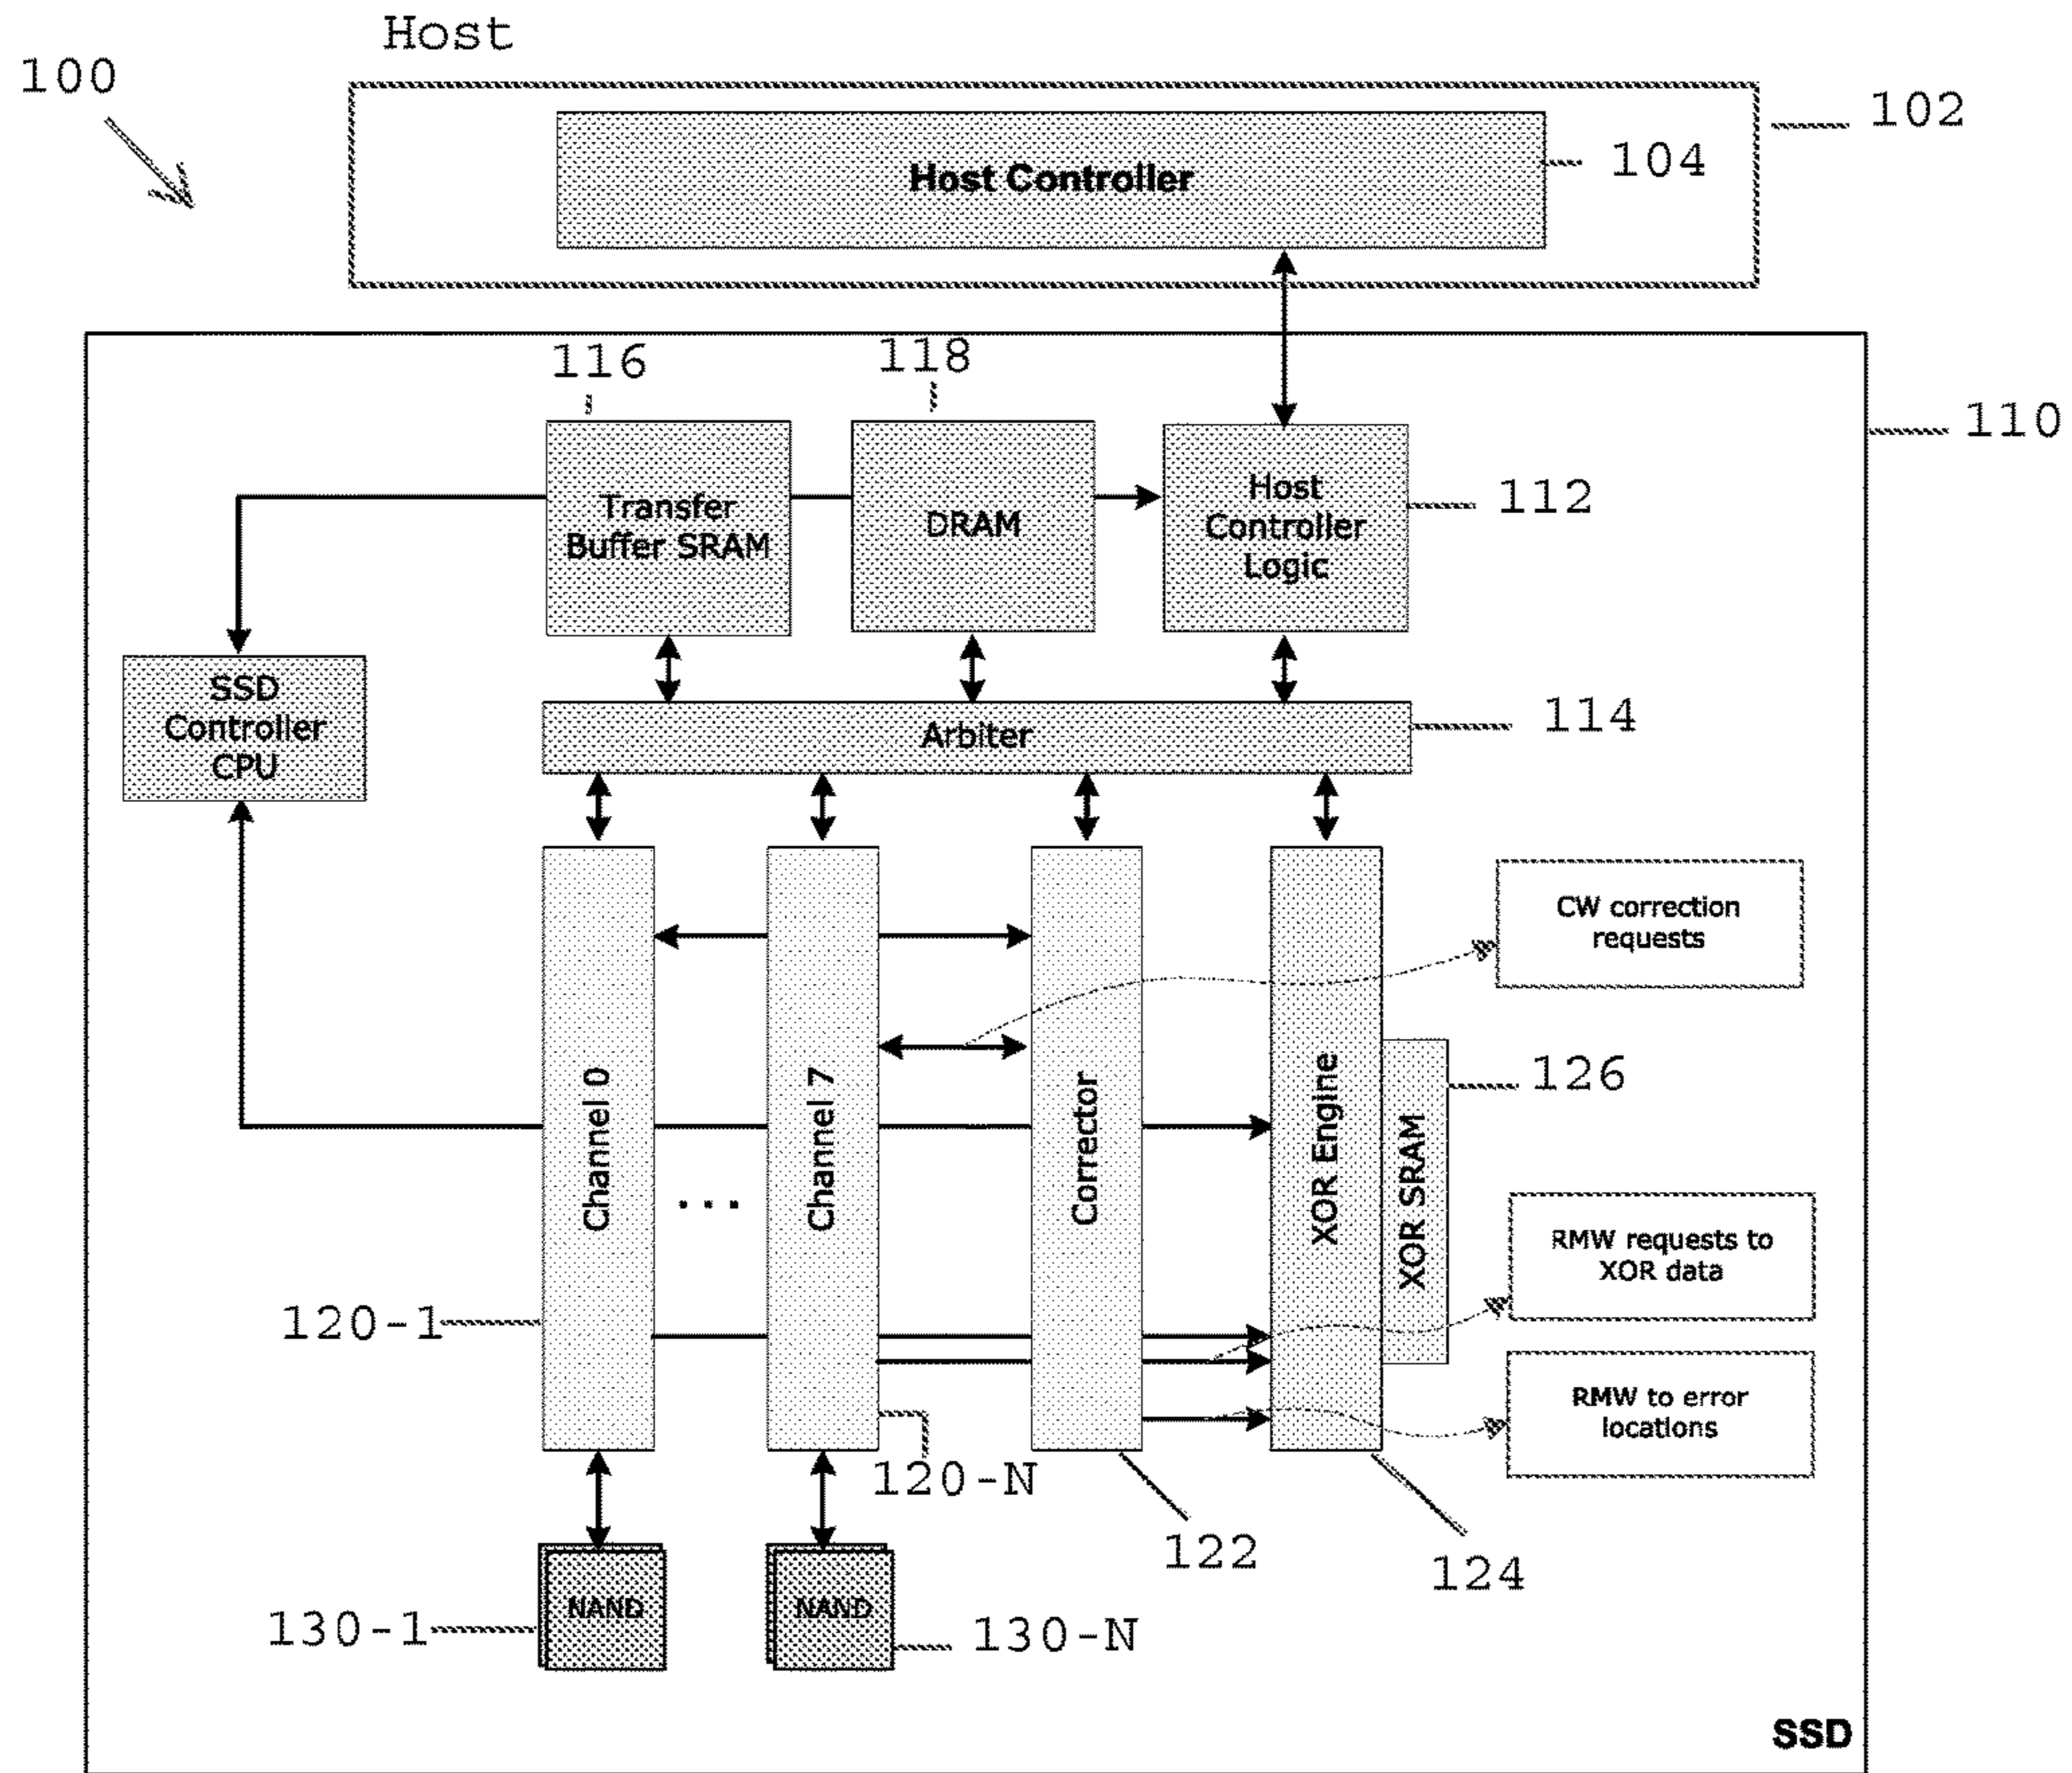 Host
100
102
Host Controller
104
116
118
110
Transfer
Buffer SRAM
DRAM
Host
Controller
Logic
112
SSD
Controller
CPU
Arbiter
114
CW correction
requests
Channel 0
Channel 7
Corrector
XOR Engine
XOR SRAM
126
...
RMW requests to
XOR data
120-1
RMW to error
locations
120-N
122
124
NAND
NAND
130-1
130-N
SSD